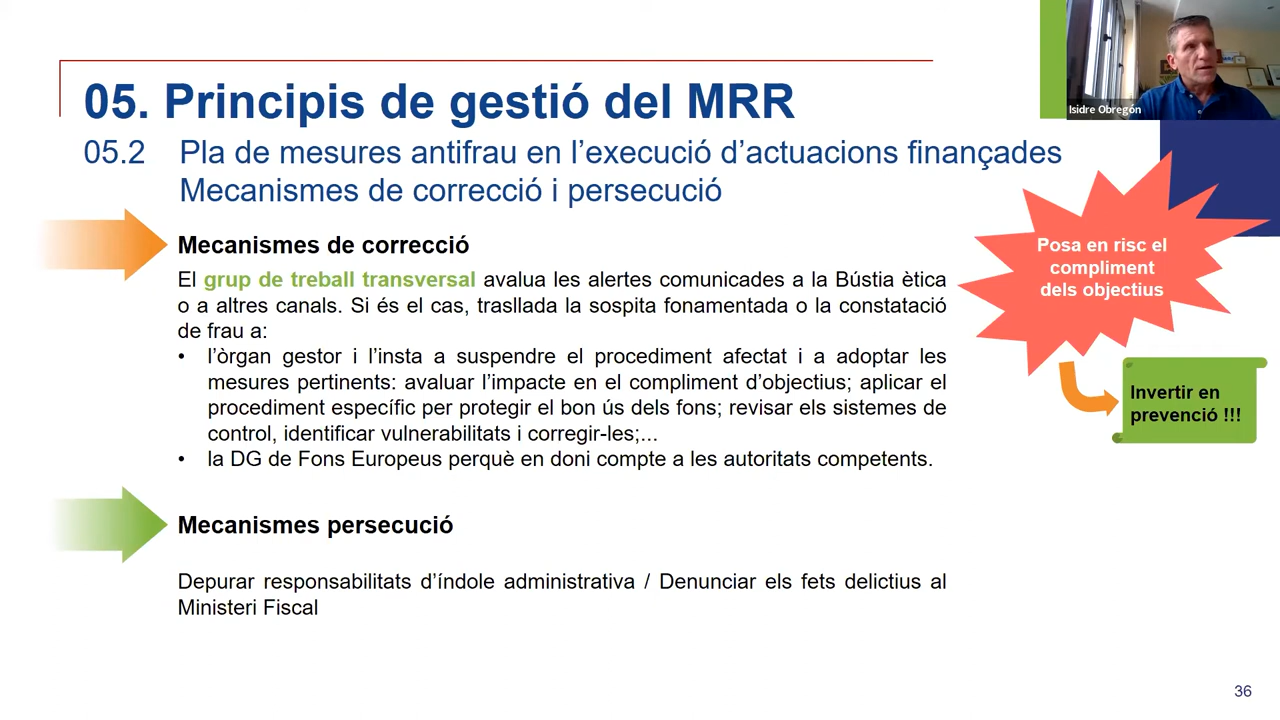 05. Principis de gestió del MRR
05.2 Pla de mesures antifrau en l’execució d’actuacions finançades
Mecanismes de correcció i persecució
Isidre Obregón
Mecanismes de correcció
El grup de treball transversal avalua les alertes comunicades a la Bústia ètica
o a altres canals. Si és el cas, trasllada la sospita fonamentada o la constatació
de frau a:
• l’òrgan gestor i l’insta a suspendre el procediment afectat i a adoptar les
mesures pertinents: avaluar l’impacte en el compliment d’objectius; aplicar el
procediment específic per protegir el bon ús dels fons; revisar els sistemes de
control, identificar vulnerabilitats i corregir-les;...
• la DG de Fons Europeus perquè en doni compte a les autoritats competents.
Posa en risc el
compliment
dels objectius
Invertir en
prevenció !!!
Mecanismes persecució
Depurar responsabilitats d’índole administrativa / Denunciar els fets delictius al
Ministeri Fiscal
36